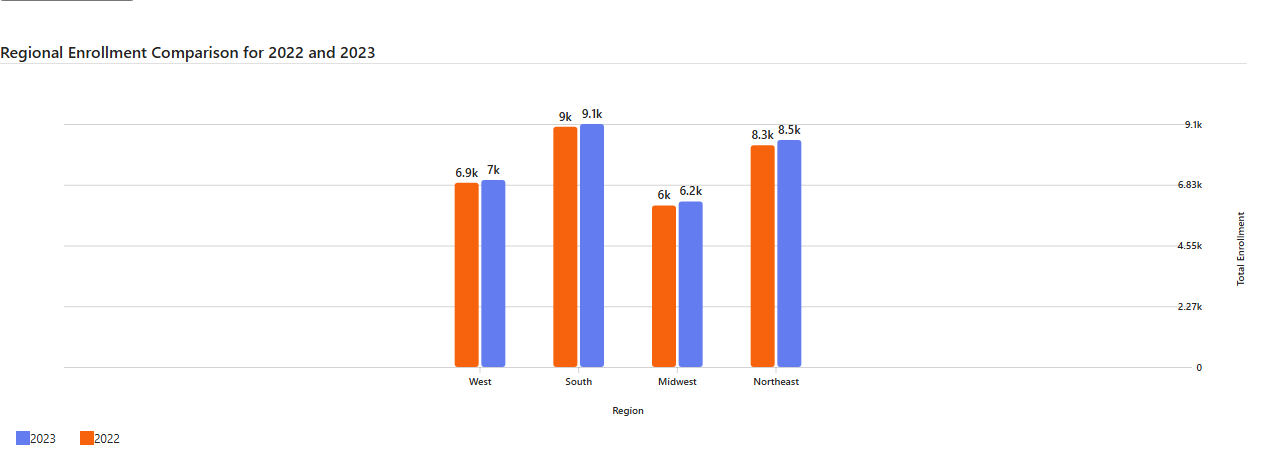 Regional Enrollment Comparison for 2022 and 2023
9k 9.1k
8.3k 8.5k
6.9k 7k
6k 6.2k
9.1k
6.83k
4.55k
2.27k
0
Total Enrollment
West South Midwest Northeast
Region
2023 2022